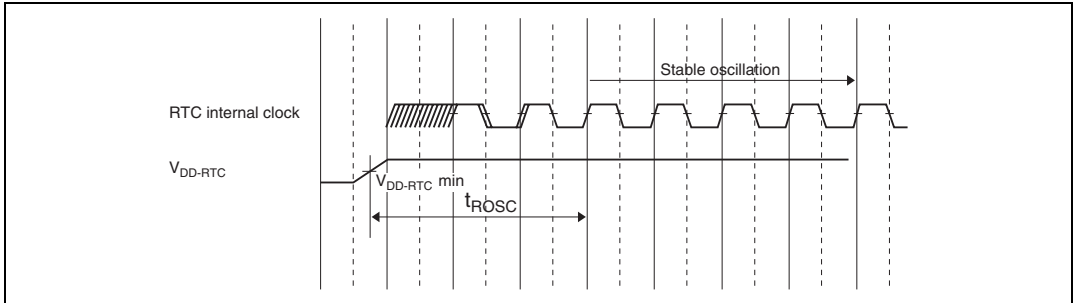 Stable oscillation
RTC internal clock
VDD-RTC
VDD-RTC min
tROSC